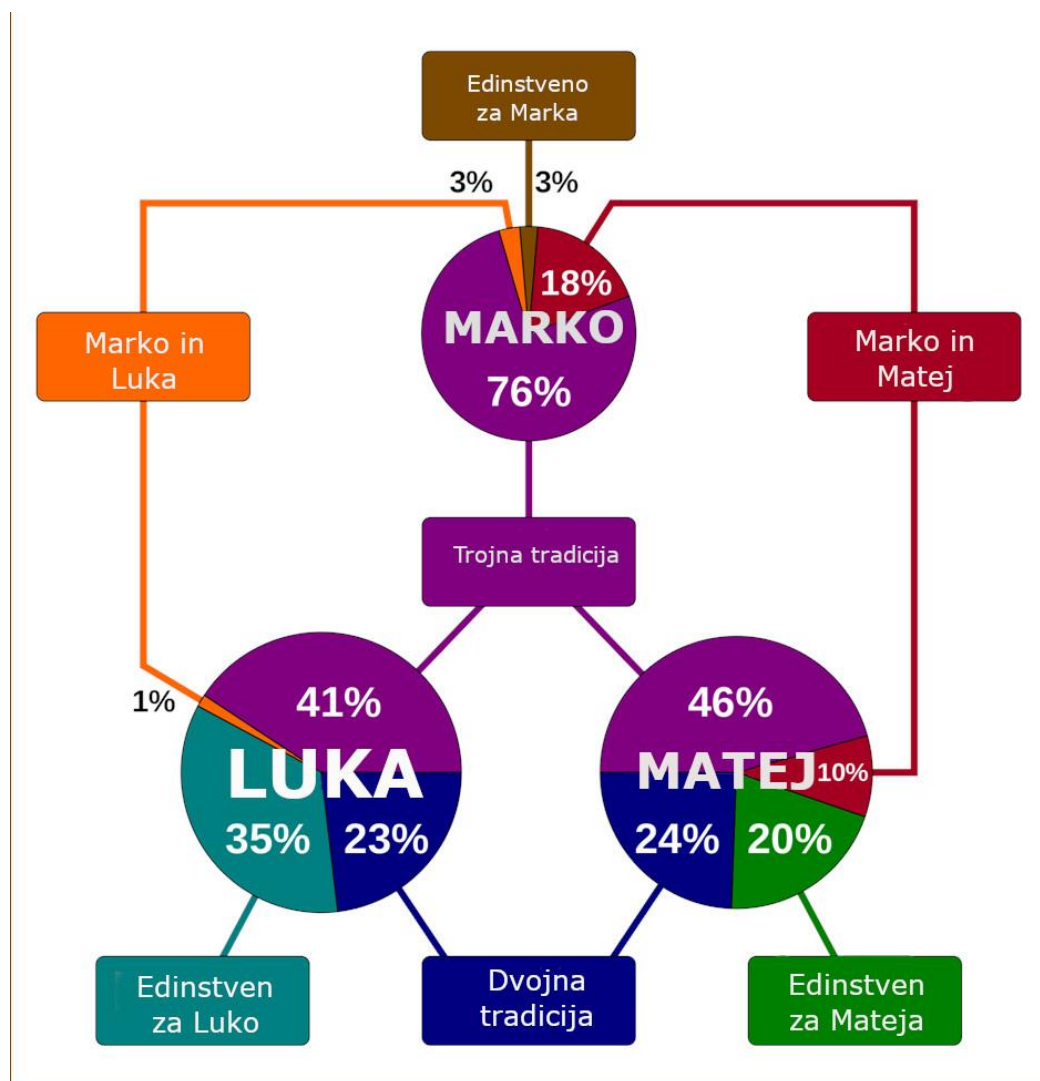 Edinstveno
za Marka
3%
3%
18%
MARKO
76%
Marko in
Luka
Marko in
Matej
Trojna tradicija
1%
41%
LUKA
35%
23%
46%
MATEJ
10%
24%
20%
Edinstven
za Luko
Dvojna
tradicija
Edinstven
za Mateja